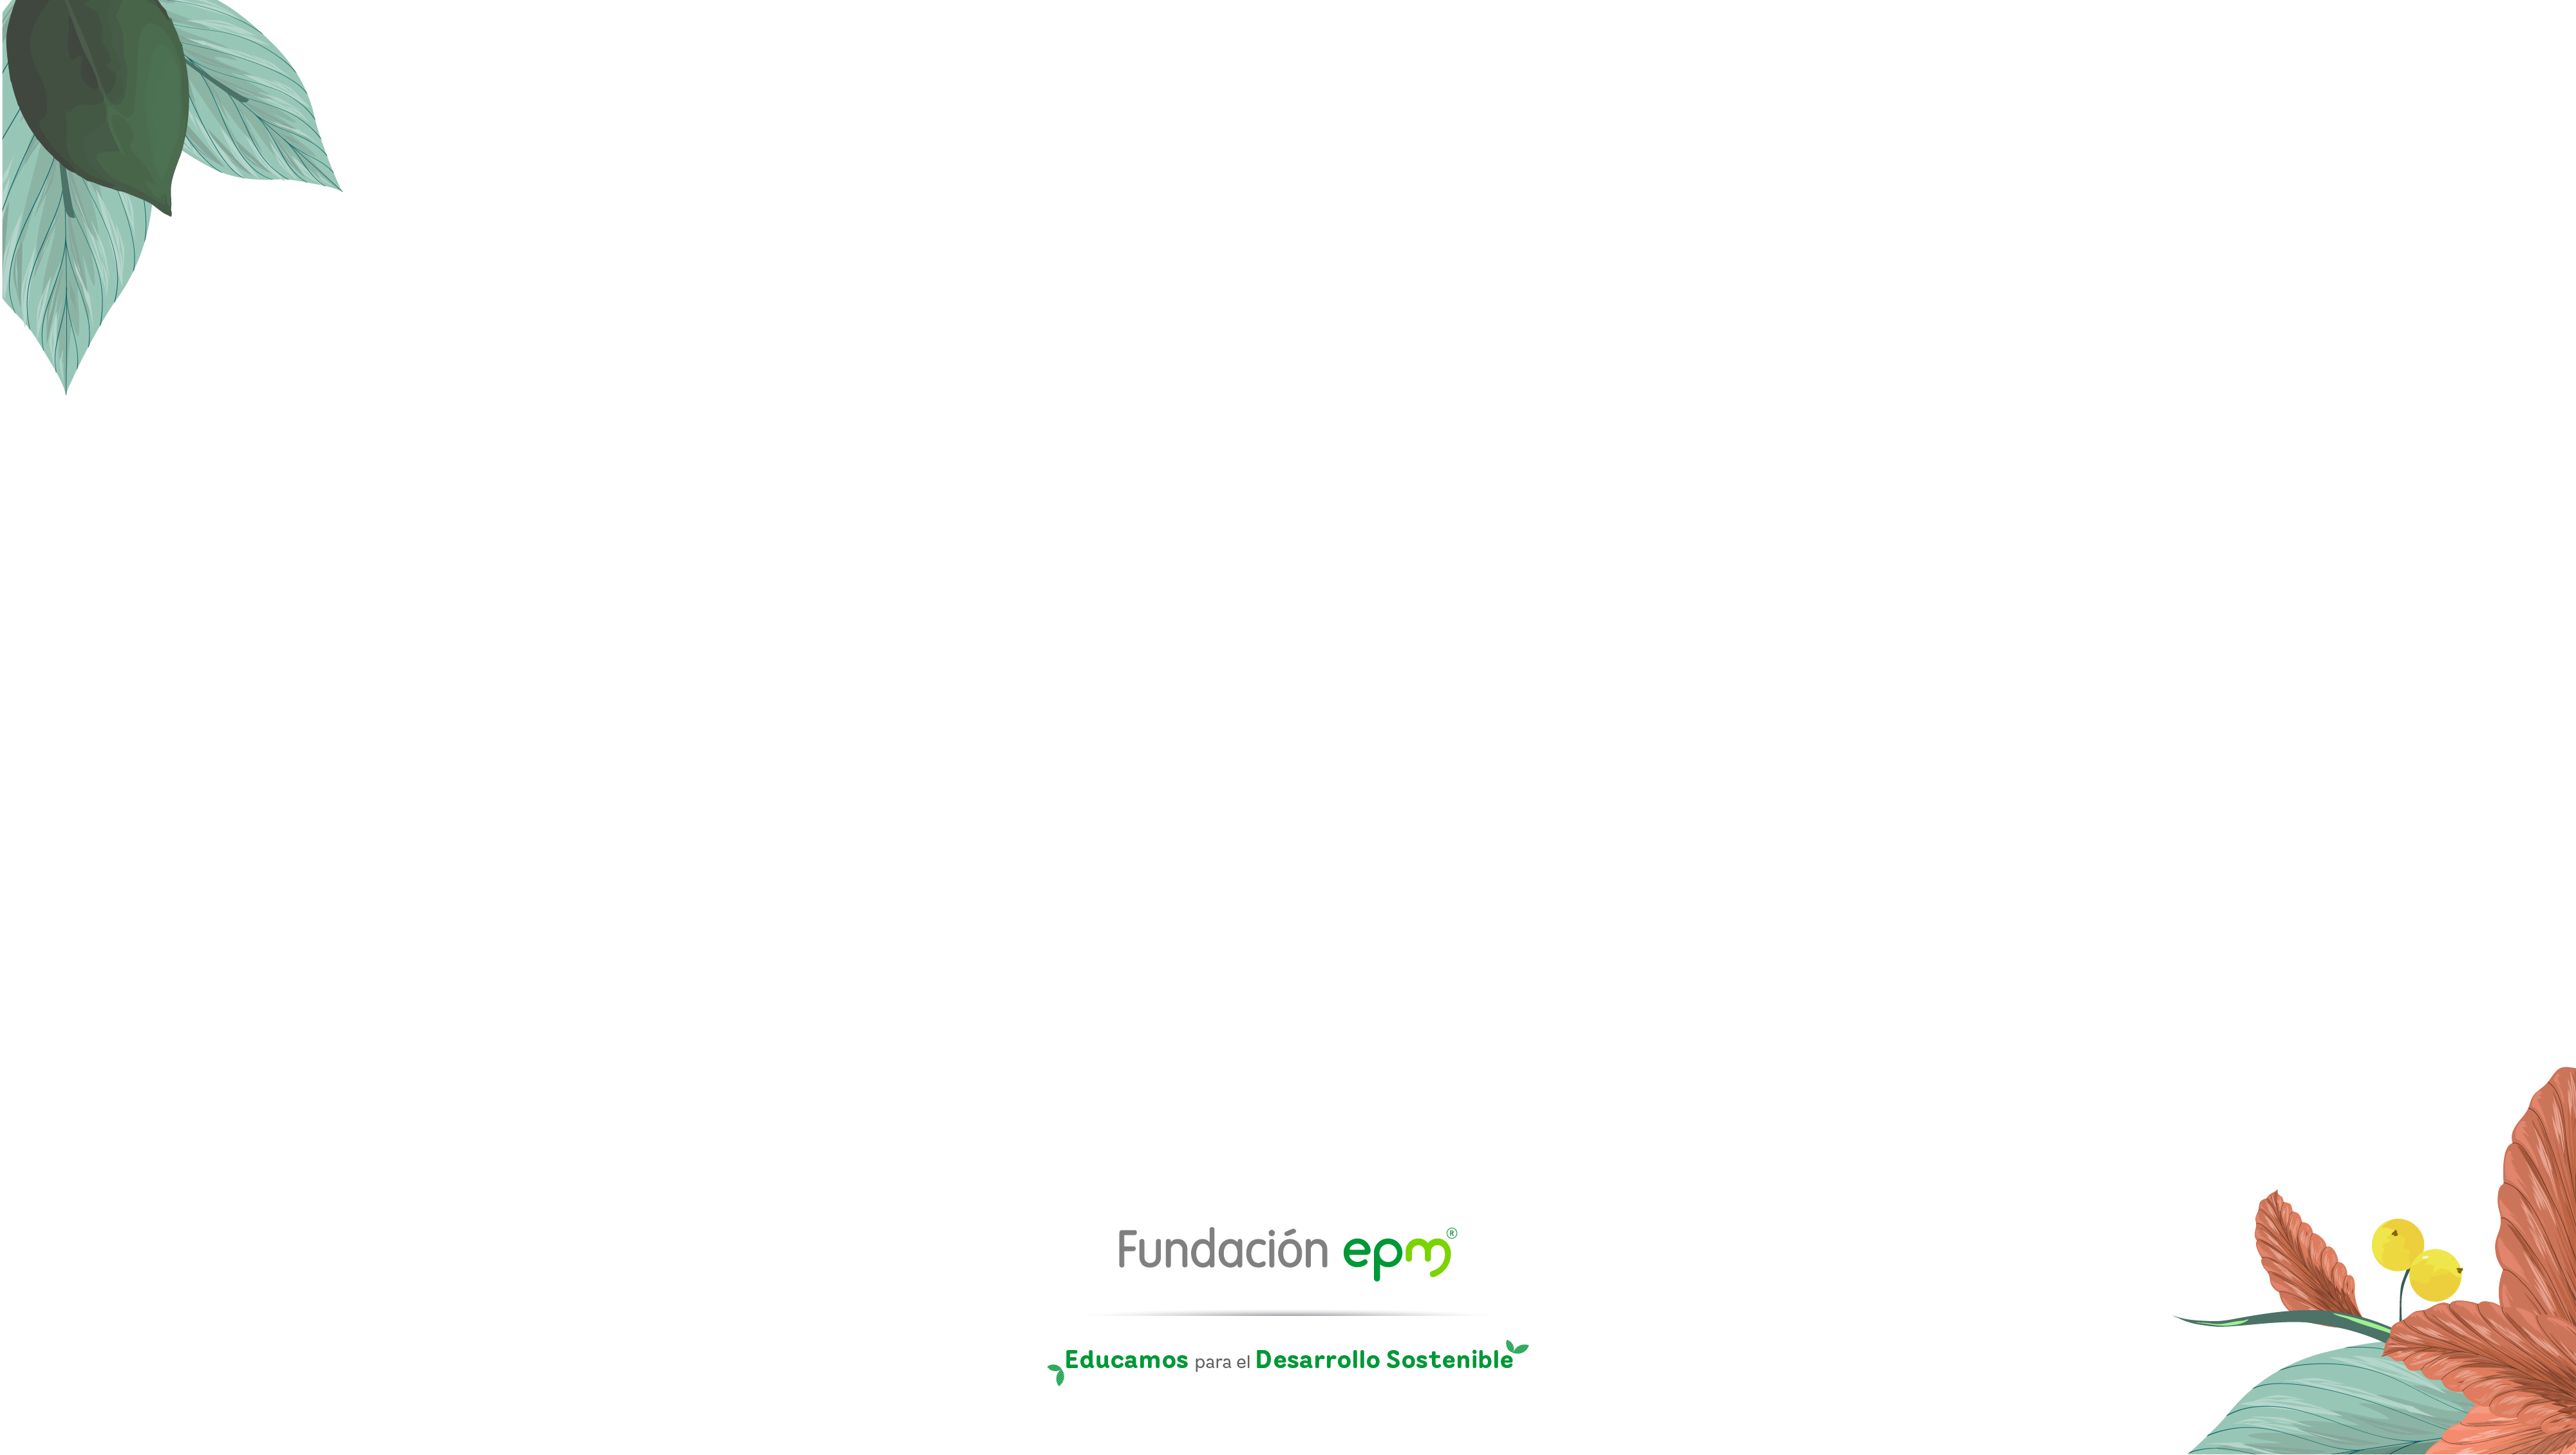 Fundación epm®
Educamos para el Desarrollo Sostenible